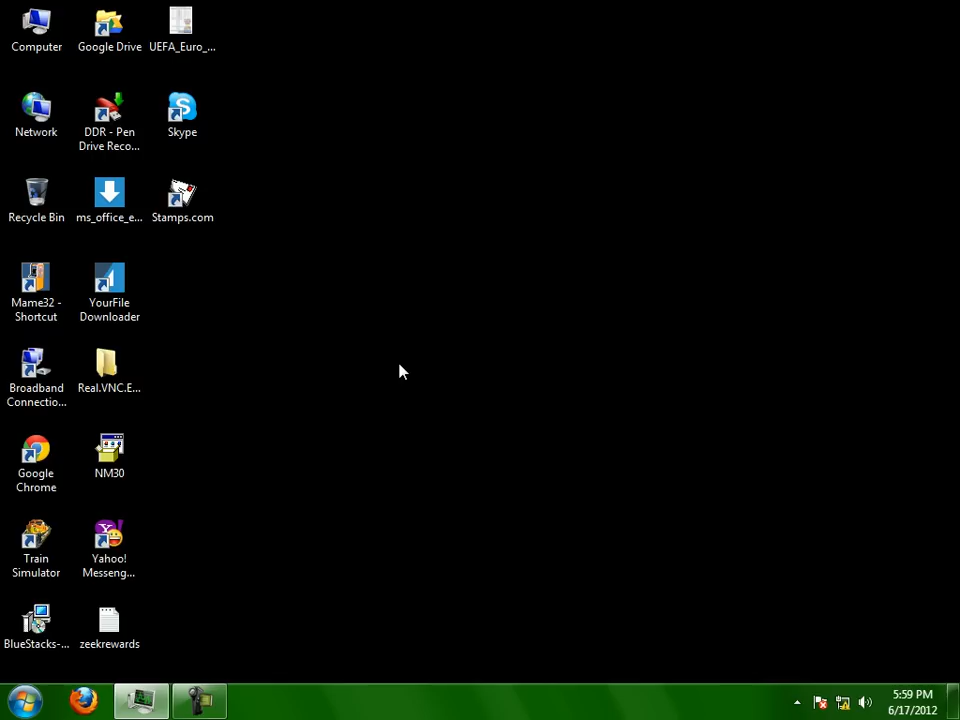 Computer
Google Drive
UEFA_Euro_...
Network
DDR - Pen
Drive Reco...
Skype
Recycle Bin
ms_office_e...
Stamps.com
Mame32 -
Shortcut
YourFile
Downloader
Broadband
Connectio...
Real.VNC.E...
Google
Chrome
NM30
Train
Simulator
Yahoo!
Messeng...
BlueStacks-...
zeekrewards
5:59 PM
6/17/2012